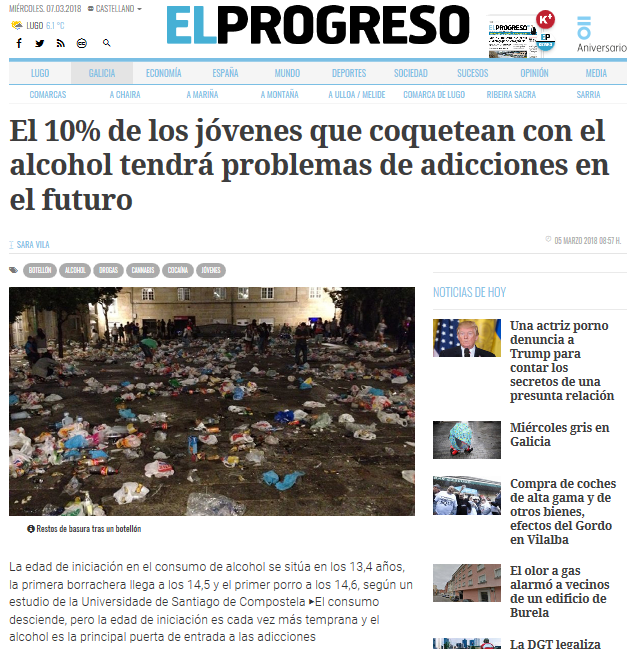 MIÉRCOLES, 07.03.2018 CASTELLANO
LUGO 6.1 °C
EL PROGRESO
EL PROGRESO
K+
Aniversario
LUGO GALICIA ECONOMÍA ESPAÑA MUNDO DEPORTES SOCIEDAD SUCESOS OPINIÓN MEDIA
COMARCAS A CHAIRA A MARIÑA A MONTAÑA A ULLOA / MELIDE COMARCA DE LUGO RIBEIRA SACRA SARRIA
El 10% de los jóvenes que coquetean con el
alcohol tendrá problemas de adicciones en
el futuro
SARA VILA
05 MARZO 2018 08:57 H.
BOTELLÓN ALCOHOL DROGAS CANNABIS COCAÍNA JÓVENES
Restos de basura tras un botellón
La edad de iniciación en el consumo de alcohol se sitúa en los 13,4 años,
la primera borrachera llega a los 14,5 y el primer porro a los 14,6, según un
estudio de la Universidade de Santiago de Compostela ▸El consumo
desciende, pero la edad de iniciación es cada vez más temprana y el
alcohol es la principal puerta de entrada a las adicciones
NOTICIAS DE HOY
Una actriz porno
denuncia a
Trump para
contar los
secretos de una
presunta relación
Miércoles gris en
Galicia
Compra de coches
de alta gama y de
otros bienes,
efectos del Gordo
en Vilalba
El olor a gas
alarmó a vecinos
de un edificio de
Burela
La DGT legaliza